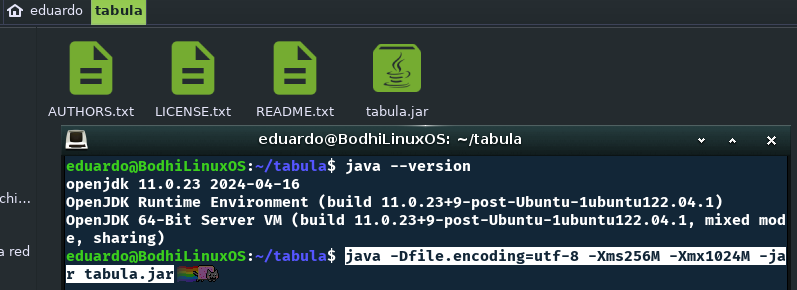 eduardo tabula
AUTHORS.txt LICENSE.txt README.txt tabula.jar
eduardo@BodhiLinuxOS: ~/tabula
eduardo@BodhiLinuxOS:~/tabula$ java --version
openjdk 11.0.23 2024-04-16
OpenJDK Runtime Environment (build 11.0.23+9-post-Ubuntu-1ubuntu122.04.1)
OpenJDK 64-Bit Server VM (build 11.0.23+9-post-Ubuntu-1ubuntu122.04.1, mixed mod
chi...
e, sharing)
a red
eduardo@BodhiLinuxOS:~/tabula$ java -Dfile.encoding=utf-8 -Xms256M -Xmx1024M -ja
r tabula.jar